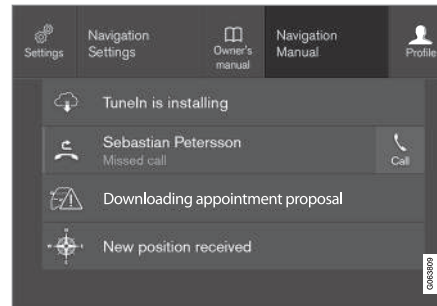 Settings
Navigation
Settings
Owner's
manual
Navigation
Manual
Profile
TuneIn is installing
Sebastian Petersson
Missed call
Call
Downloading appointment proposal
New position received
G063809